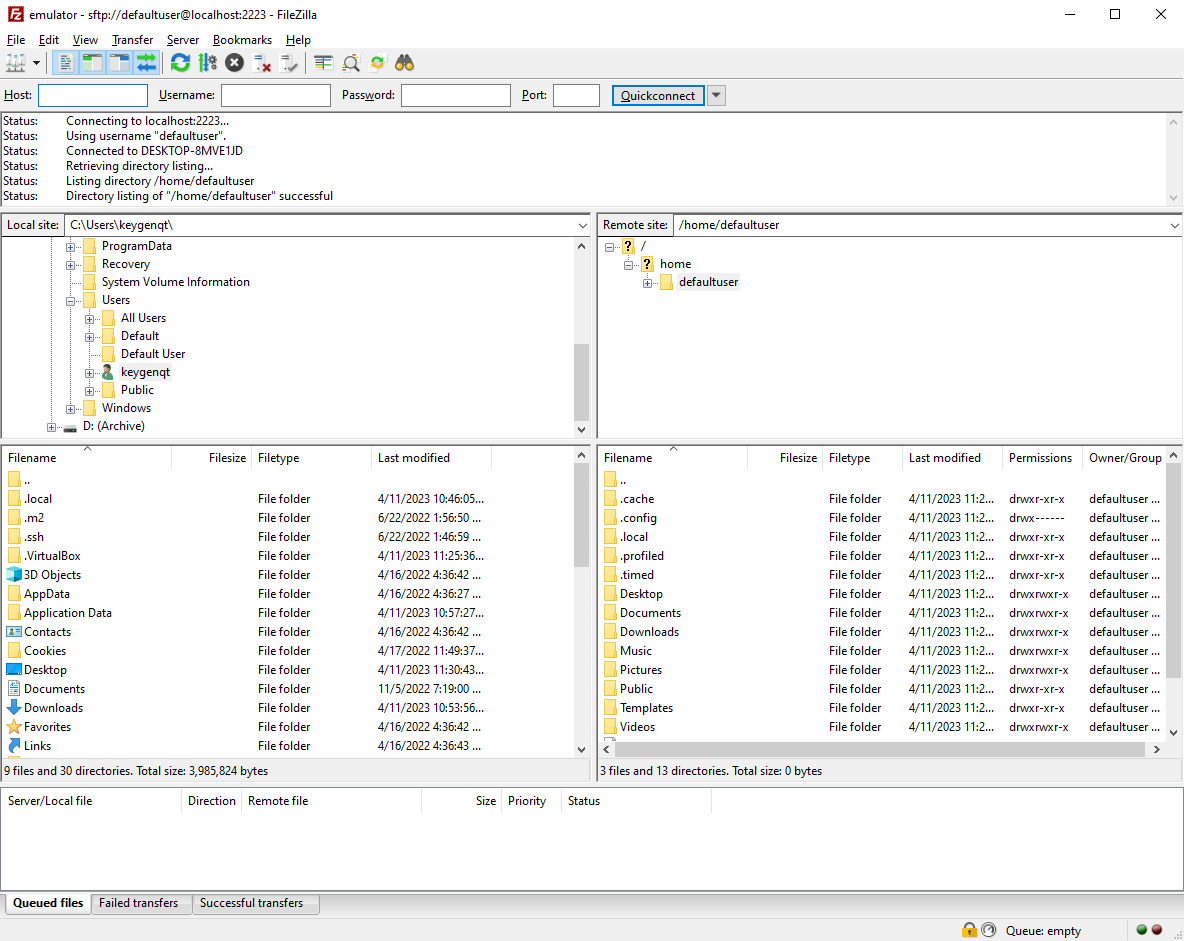 emulator - sftp://defaultuser@localhost:2223 - FileZilla
File Edit View Transfer Server Bookmarks Help
Host: Username: Password: Port: Quickconnect
Status: Connecting to localhost:2223...
Status: Using username "defaultuser".
Status: Connected to DESKTOP-8MVE1JD
Status: Retrieving directory listing...
Status: Listing directory /home/defaultuser
Status: Directory listing of "/home/defaultuser" successful
Local site: C:\Users\keygenqt\
ProgramData
Recovery
System Volume Information
Users
All Users
Default
Default User
keygenqt
Public
Windows
D: (Archive)
Remote site: /home/defaultuser
/
home
defaultuser
Filename Filesize Filetype Last modified
..
.local File folder 4/11/2023 10:46:05...
.m2 File folder 6/22/2022 1:56:50 ...
.ssh File folder 6/22/2022 1:46:59 ...
.VirtualBox File folder 4/11/2023 11:25:36...
3D Objects File folder 4/16/2022 4:36:42 ...
AppData File folder 4/16/2022 4:36:27 ...
Application Data File folder 4/11/2023 10:57:27...
Contacts File folder 4/16/2022 4:36:42 ...
Cookies File folder 4/17/2022 11:49:37...
Desktop File folder 4/11/2023 11:30:43...
Documents File folder 11/5/2022 7:19:00 ...
Downloads File folder 4/11/2023 10:53:56...
Favorites File folder 4/16/2022 4:36:42 ...
Links File folder 4/16/2022 4:36:43 ...
9 files and 30 directories. Total size: 3,985,824 bytes
Filename Filesize Filetype Last modified Permissions Owner/Group
..
.cache File folder 4/11/2023 11:2... drwxr-xr-x defaultuser ...
.config File folder 4/11/2023 11:2... drwx------ defaultuser ...
.local File folder 4/11/2023 11:2... drwxr-xr-x defaultuser ...
.profiled File folder 4/11/2023 11:2... drwxr-xr-x defaultuser ...
.timed File folder 4/11/2023 11:2... drwxr-xr-x defaultuser ...
Desktop File folder 4/11/2023 11:2... drwxrwxr-x defaultuser ...
Documents File folder 4/11/2023 11:2... drwxrwxr-x defaultuser ...
Downloads File folder 4/11/2023 11:2... drwxrwxr-x defaultuser ...
Music File folder 4/11/2023 11:2... drwxrwxr-x defaultuser ...
Pictures File folder 4/11/2023 11:2... drwxrwxr-x defaultuser ...
Public File folder 4/11/2023 11:2... drwxr-xr-x defaultuser ...
Templates File folder 4/11/2023 11:2... drwxrwxr-x defaultuser ...
Videos File folder 4/11/2023 11:2... drwxrwxr-x defaultuser ...
3 files and 13 directories. Total size: 0 bytes
Server/Local file Direction Remote file Size Priority Status
Queued files Failed transfers Successful transfers
Queue: empty